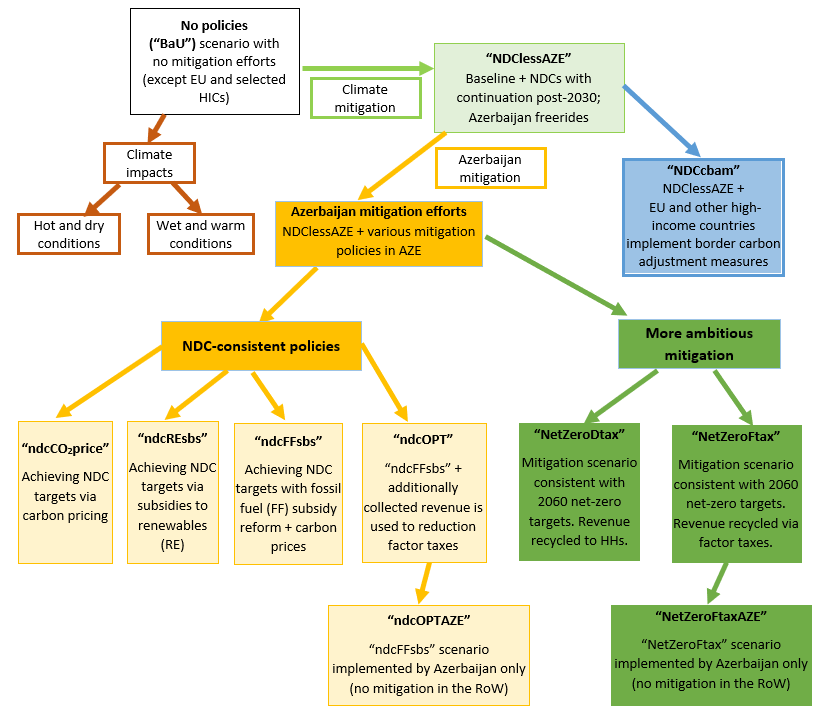 No policies
("BaU") scenario with
no mitigation efforts
(except EU and selected
HICs)
Climate
mitigation
"NDClessAZE"
Baseline + NDCs with
continuation post-2030;
Azerbaijan freerides
Climate
impacts
Azerbaijan
mitigation
"NDCcbam"
NDClessAZE +
EU and other high-
income countries
implement border carbon
adjustment measures
Hot and dry
conditions
Wet and warm
conditions
Azerbaijan mitigation efforts
NDClessAZE + various mitigation
policies in AZE
NDC-consistent policies
More ambitious
mitigation
"ndcCO₂price"
Achieving NDC
targets via
carbon pricing
"ndcREsbs"
Achieving NDC
targets via
subsidies to
renewables
(RE)
"ndcFFsbs"
Achieving NDC
targets with fossil
fuel (FF) subsidy
reform + carbon
prices
"ndcOPT"
"ndcFFsbs" +
additionally
collected revenue is
used to reduction
factor taxes
"NetZeroDtax"
Mitigation scenario
consistent with
2060 net-zero
targets. Revenue
recycled to HHs.
"NetZeroFtax"
Mitigation scenario
consistent with 2060
net-zero targets.
Revenue recycled via
factor taxes.
"ndcOPTAZE"
"ndcFFsbs" scenario
implemented by Azerbaijan only
(no mitigation in the RoW)
"NetZeroFtaxAZE"
"NetZeroFtax" scenario
implemented by Azerbaijan only
(no mitigation in the RoW)